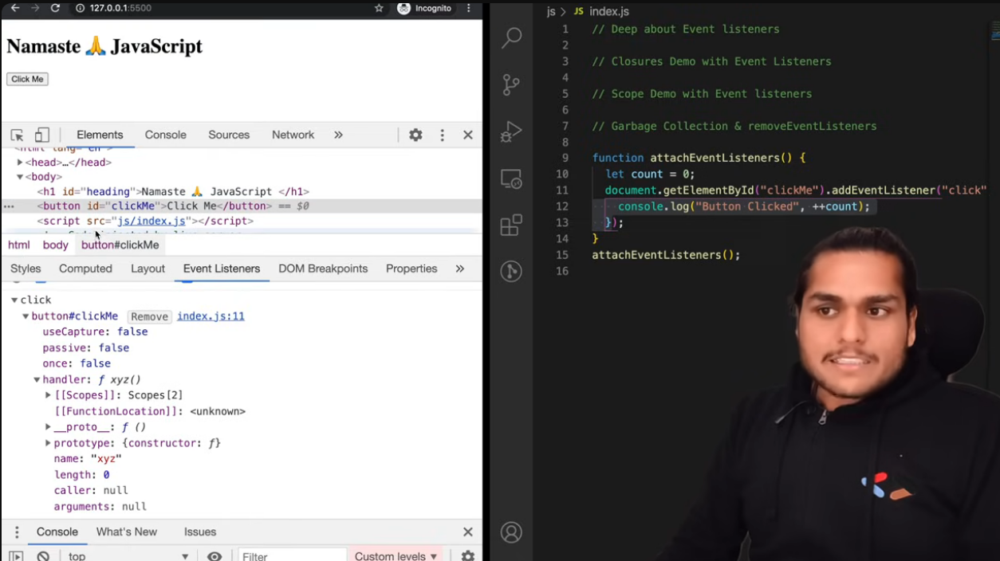 127.0.0.1:5500
Incognito
Namaste 🙏 JavaScript
Click Me
Elements Console Sources Network »
<head>…</head>
<body>
<h1 id="heading">Namaste 🙏 JavaScript </h1>
<button id="clickMe">Click Me</button> == $0
<script src="js/index.js"></script>
html body button#clickMe
Styles Computed Layout Event Listeners DOM Breakpoints Properties »
click
button#clickMe Remove index.js:11
useCapture: false
passive: false
once: false
handler: ƒ xyz()
[[Scopes]]: Scopes[2]
[[FunctionLocation]]: <unknown>
__proto__: ƒ ()
prototype: {constructor: ƒ}
name: "xyz"
length: 0
caller: null
arguments: null
Console What's New Issues
top Filter Custom levels ▼
js > JS index.js
1 // Deep about Event listeners
2
3 // Closures Demo with Event Listeners
4
5 // Scope Demo with Event listeners
6
7 // Garbage Collection & removeEventListeners
8
9 function attachEventListeners() {
10 let count = 0;
11 document.getElementById("clickMe").addEventListener("click"
12 console.log("Button Clicked", ++count);
13 });
14 }
15 attachEventListeners();
16